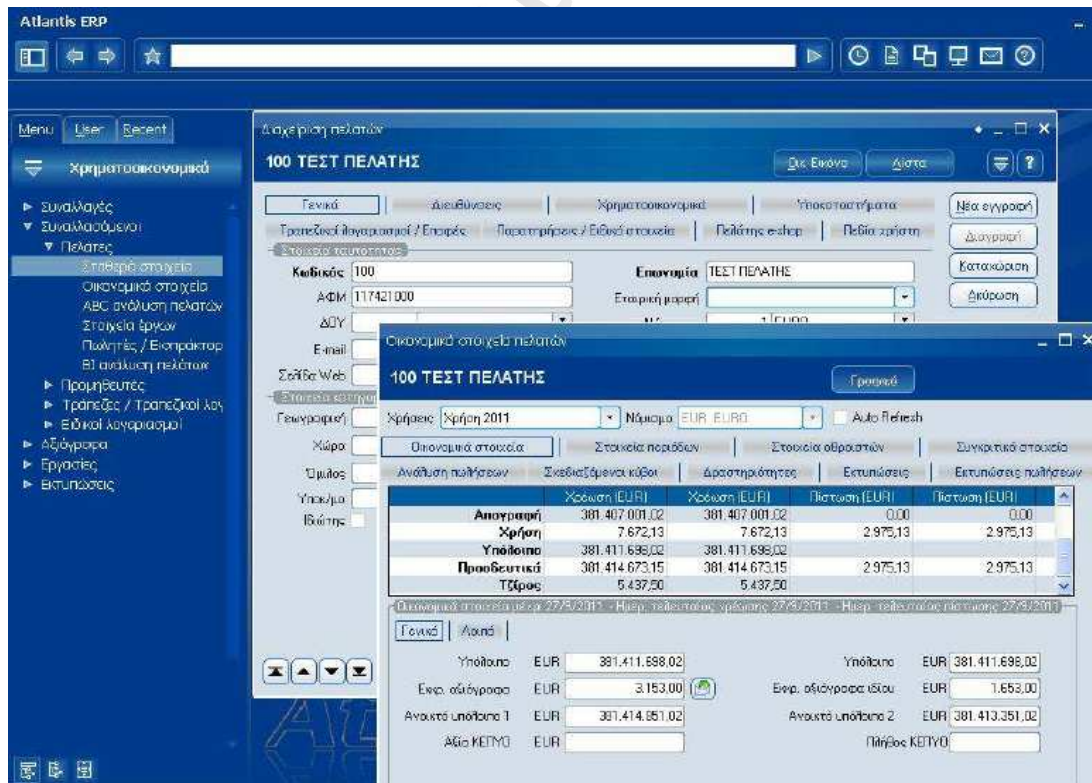 Atlantis ERP
Menu User Recent
Χρηματοοικονομικά
Συναλλαγές
Συναλλασσόμενοι
Πελάτες
Σταθερά στοιχεία
Οικονομικά στοιχεία
ABC ανάλυση πελατών
Στοιχεία έργων
Πωλητές / Εισπράκτορ
BI ανάλυση πελατών
Προμηθευτές
Τράπεζες / Τραπεζικοί λογ
Ειδικοί λογαριασμοί
Αξιόγραφα
Εργασίες
Εκτυπώσεις
Διαχείριση πελατών
100 ΤΕΣΤ ΠΕΛΑΤΗΣ
Οικ. Εικόνα Λίστα ?
Γενικά Διευθύνσεις Χρηματοοικονομικά Υποκαταστήματα
Τραπεζικοί λογαριασμοί / Επαφές Παρατηρήσεις / Ειδικά στοιχεία Πελάτης e-shop Πεδία χρήστη
Νέα εγγραφή
Διαγραφή
Καταχώριση
Ακύρωση
Στοιχεία ταυτότητας
Κωδικός 100 Επωνυμία ΤΕΣΤ ΠΕΛΑΤΗΣ
ΑΦΜ 117421000 Εταιρική μορφή
ΔΟΥ 1 EURO
E-mail
Σελίδα Web
Γεωγραφική
Χώρα
Όμιλος
Υποκ/μα
Ιδιώτης
Οικονομικά στοιχεία πελατών
100 ΤΕΣΤ ΠΕΛΑΤΗΣ
Γραφικά
Χρήσεις Χρήση 2011 Νόμισμα EUR EURO Auto Refresh
Οικονομικά στοιχεία Στοιχεία περιόδων Στοιχεία αθροιστών Συγκριτικά στοιχεία
Ανάλυση πωλήσεων Σχεδιαζόμενοι κύβοι Δραστηριότητες Εκτυπώσεις Εκτυπώσεις πωλήσεων
Χρέωση (EUR) Χρέωση (EUR) Πίστωση (EUR) Πίστωση (EUR)
Απογραφή 381.407.001,02 381.407.001,02 0,00 0,00
Χρήση 7.672,13 7.672,13 2.975,13 2.975,13
Υπόλοιπο 381.411.698,02 381.411.698,02
Προοδευτικά 381.414.673,15 381.414.673,15 2.975,13 2.975,13
Τζίρος 5.437,50 5.437,50
Οικονομικά στοιχεία μέχρι 27/9/2011 - Ημερ. τελευταίας χρέωσης 27/9/2011 - Ημερ. τελευταίας πίστωσης 27/9/2011
Γενικά Λοιπά
Υπόλοιπο EUR 381.411.698,02 Υπόλοιπο EUR 381.411.698,02
Εκκρ. αξιόγραφα EUR 3.153,00 Εκκρ. αξιόγραφα ιδίου EUR 1.653,00
Ανοικτό υπόλοιπο 1 EUR 381.414.851,02 Ανοικτό υπόλοιπο 2 EUR 381.413.351,02
Αξία ΚΕΠΥΟ EUR Πλήθος ΚΕΠΥΟ